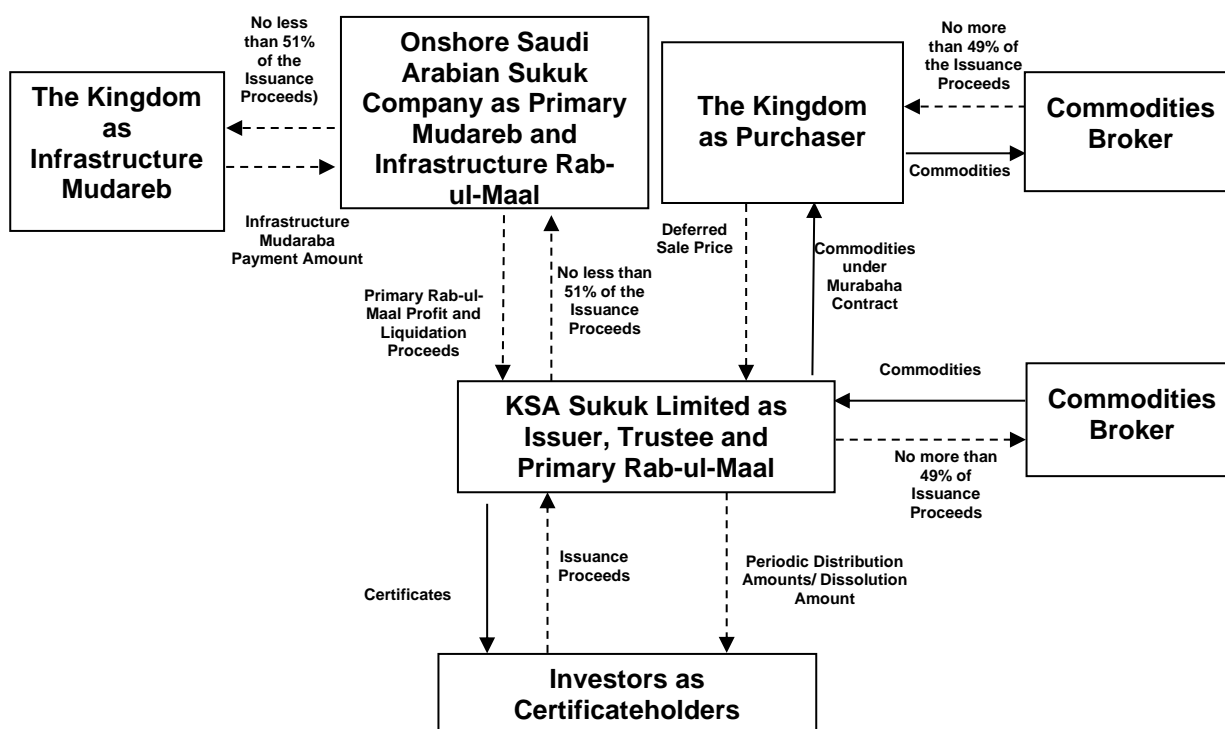 No less
than 51%
of the
Issuance
Proceeds)
The Kingdom
as
Infrastructure
Mudareb
Onshore Saudi
Arabian Sukuk
Company as Primary
Mudareb and
Infrastructure Rab-
ul-Maal
The Kingdom
as Purchaser
No more
than 49% of
the Issuance
Proceeds
Commodities
Broker
Commodities
Infrastructure
Mudaraba
Payment Amount
Primary Rab-ul-
Maal Profit and
Liquidation
Proceeds
No less than
51% of the
Issuance
Proceeds
Deferred
Sale Price
Commodities
under
Murabaha
Contract
KSA Sukuk Limited as
Issuer, Trustee and
Primary Rab-ul-Maal
Commodities
Commodities
Broker
No more than
49% of
Issuance
Proceeds
Certificates
Issuance
Proceeds
Periodic Distribution
Amounts/ Dissolution
Amount
Investors as
Certificateholders